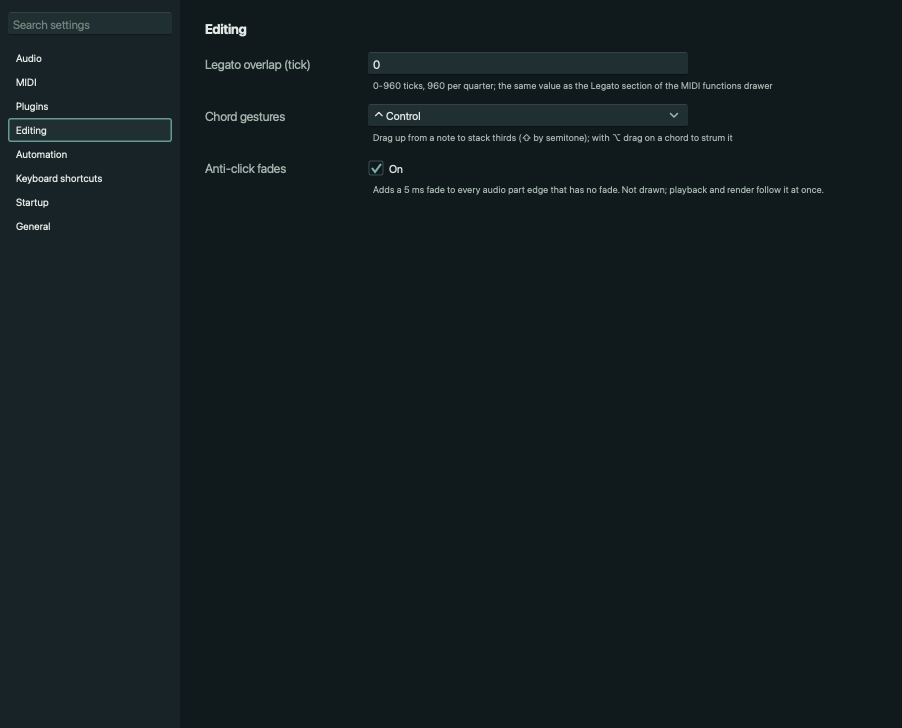 Search settings
Audio
MIDI
Plugins
Editing
Automation
Keyboard shortcuts
Startup
General
Editing
Legato overlap (tick)
0
0-960 ticks, 960 per quarter; the same value as the Legato section of the MIDI functions drawer
Chord gestures
⌃ Control
Drag up from a note to stack thirds (⇧ by semitone); with ⌥ drag on a chord to strum it
Anti-click fades
On
Adds a 5 ms fade to every audio part edge that has no fade. Not drawn; playback and render follow it at once.